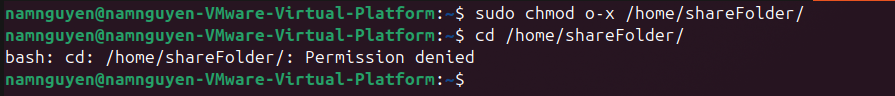 namnguyen@namnguyen-VMware-Virtual-Platform:~$ sudo chmod o-x /home/shareFolder/
namnguyen@namnguyen-VMware-Virtual-Platform:~$ cd /home/shareFolder/
bash: cd: /home/shareFolder/: Permission denied
namnguyen@namnguyen-VMware-Virtual-Platform:~$